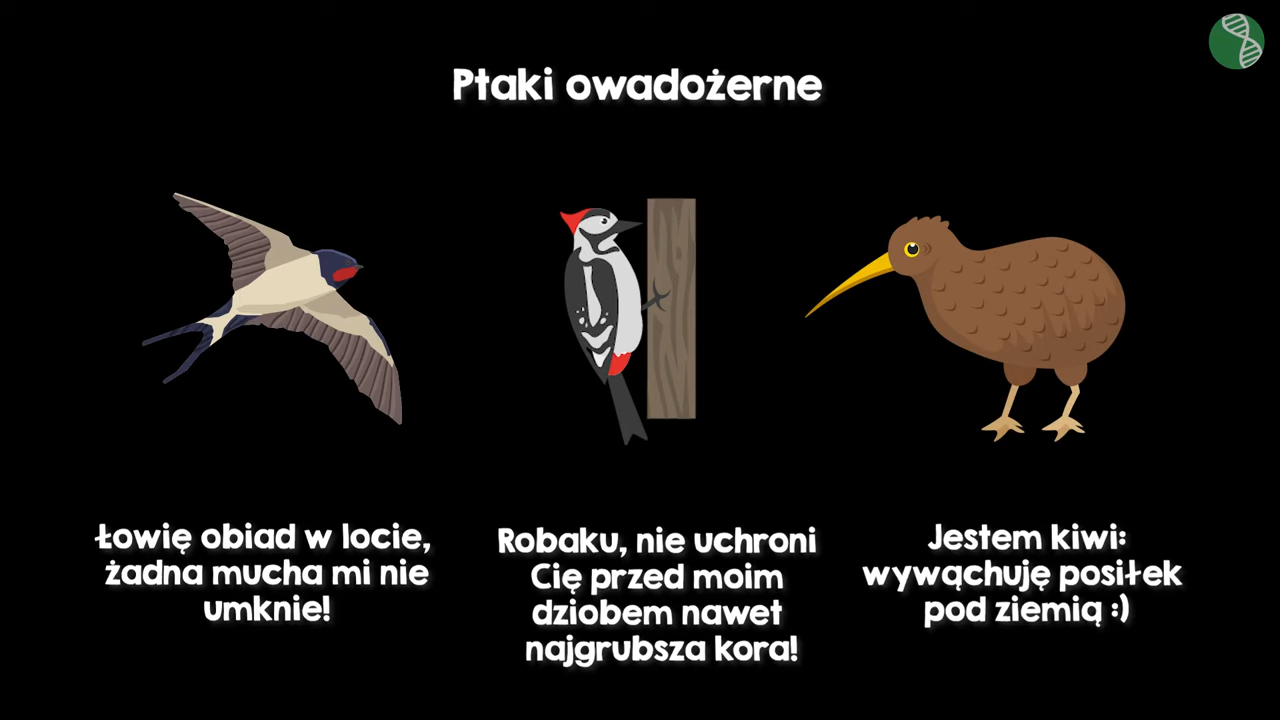 Ptaki owadożerne
Łowię obiad w locie,
żadna mucha mi nie
umknie!
Robaku, nie uchroni
Cię przed moim
dziobem nawet
najgrubsza kora!
Jestem kiwi:
wywąchuję posiłek
pod ziemią :)